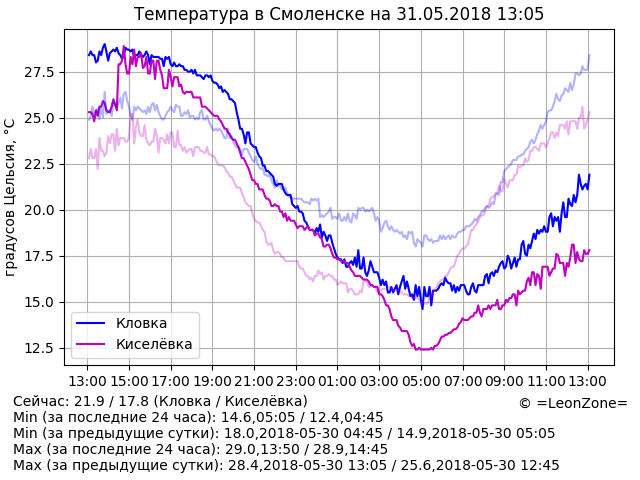 Температура в Смоленске на 31.05.2018 13:05
градусов Цельсия, °C
27.5
25.0
22.5
20.0
17.5
15.0
12.5
Кловка
Киселёвка
13:00 15:00 17:00 19:00 21:00 23:00 01:00 03:00 05:00 07:00 09:00 11:00 13:00
Сейчас: 21.9 / 17.8 (Кловка / Киселёвка)
© =LeonZone=
Min (за последние 24 часа): 14.6,05:05 / 12.4,04:45
Min (за предыдущие сутки): 18.0,2018-05-30 04:45 / 14.9,2018-05-30 05:05
Max (за последние 24 часа): 29.0,13:50 / 28.9,14:45
Max (за предыдущие сутки): 28.4,2018-05-30 13:05 / 25.6,2018-05-30 12:45